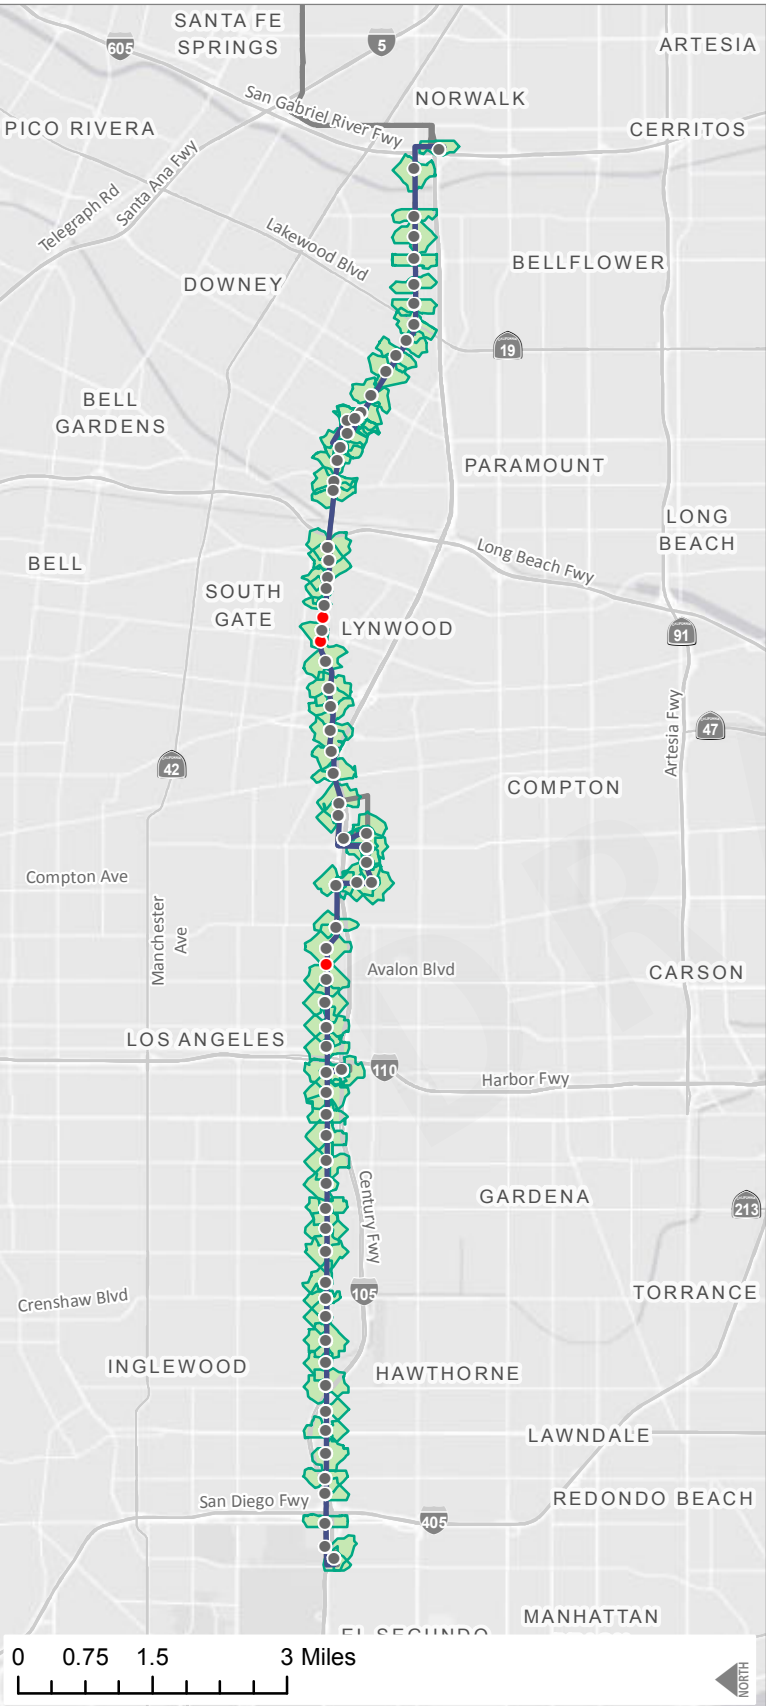 SANTA FE
SPRINGS
605
5
ARTESIA
San Gabriel River Fwy
NORWALK
PICO RIVERA
CERRITOS
Santa Ana Fwy
Telegraph Rd
Lakewood Blvd
BELLFLOWER
DOWNEY
19
BELL
GARDENS
PARAMOUNT
LONG
BEACH
Long Beach Fwy
BELL
SOUTH
GATE
LYNWOOD
91
Artesia Fwy
47
42
COMPTON
Compton Ave
Manchester
Ave
Avalon Blvd
CARSON
LOS ANGELES
110
Harbor Fwy
Century Fwy
GARDENA
213
105
TORRANCE
Crenshaw Blvd
INGLEWOOD
HAWTHORNE
LAWNDALE
San Diego Fwy
REDONDO BEACH
405
MANHATTAN
EL SEGUNDO
0 0.75 1.5 3 Miles
NORTH